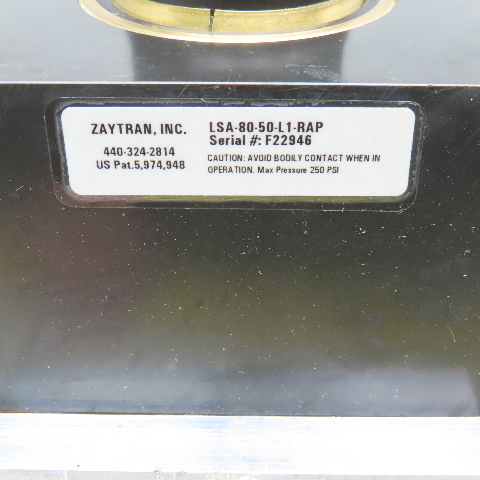 ZAYTRAN, INC.
440-324-2814
US Pat.5,974,948
LSA-80-50-L1-RAP
Serial #: F22946
CAUTION: AVOID BODILY CONTACT WHEN IN
OPERATION. Max Pressure 250 PSI